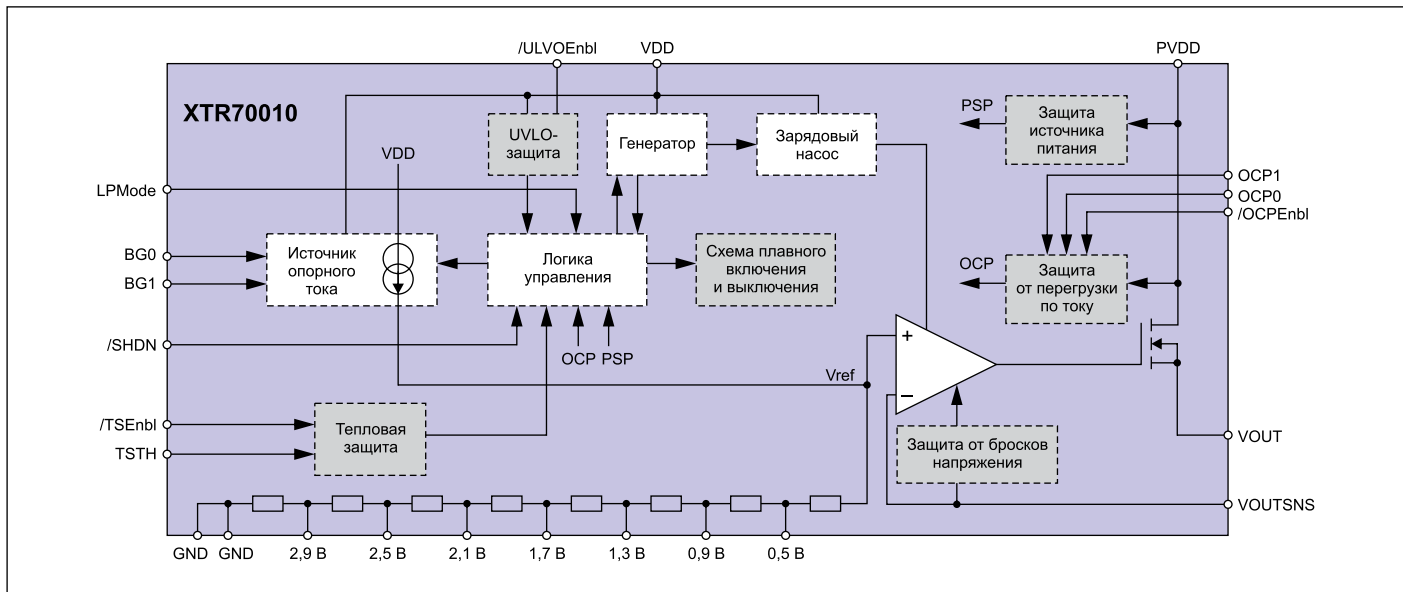 /ULVOEnbl
VDD
PVDD
XTR70010
VDD
UVLO-
защита
Генератор
Зарядовый
насос
PSP
Защита
источника
питания
LPMode
OCP1
OCP0
/OCPEnbl
BG0
BG1
Источник
опорного
тока
Логика
управления
Схема плавного
включения
и выключения
OCP
Защита
от перегрузки
по току
/SHDN
OCP
PSP
Vref
+
–
/TSEnbl
TSTH
Тепловая
защита
Защита от бросков
напряжения
VOUT
VOUTSNS
GND
GND
2,9 В
2,5 В
2,1 В
1,7 В
1,3 В
0,9 В
0,5 В